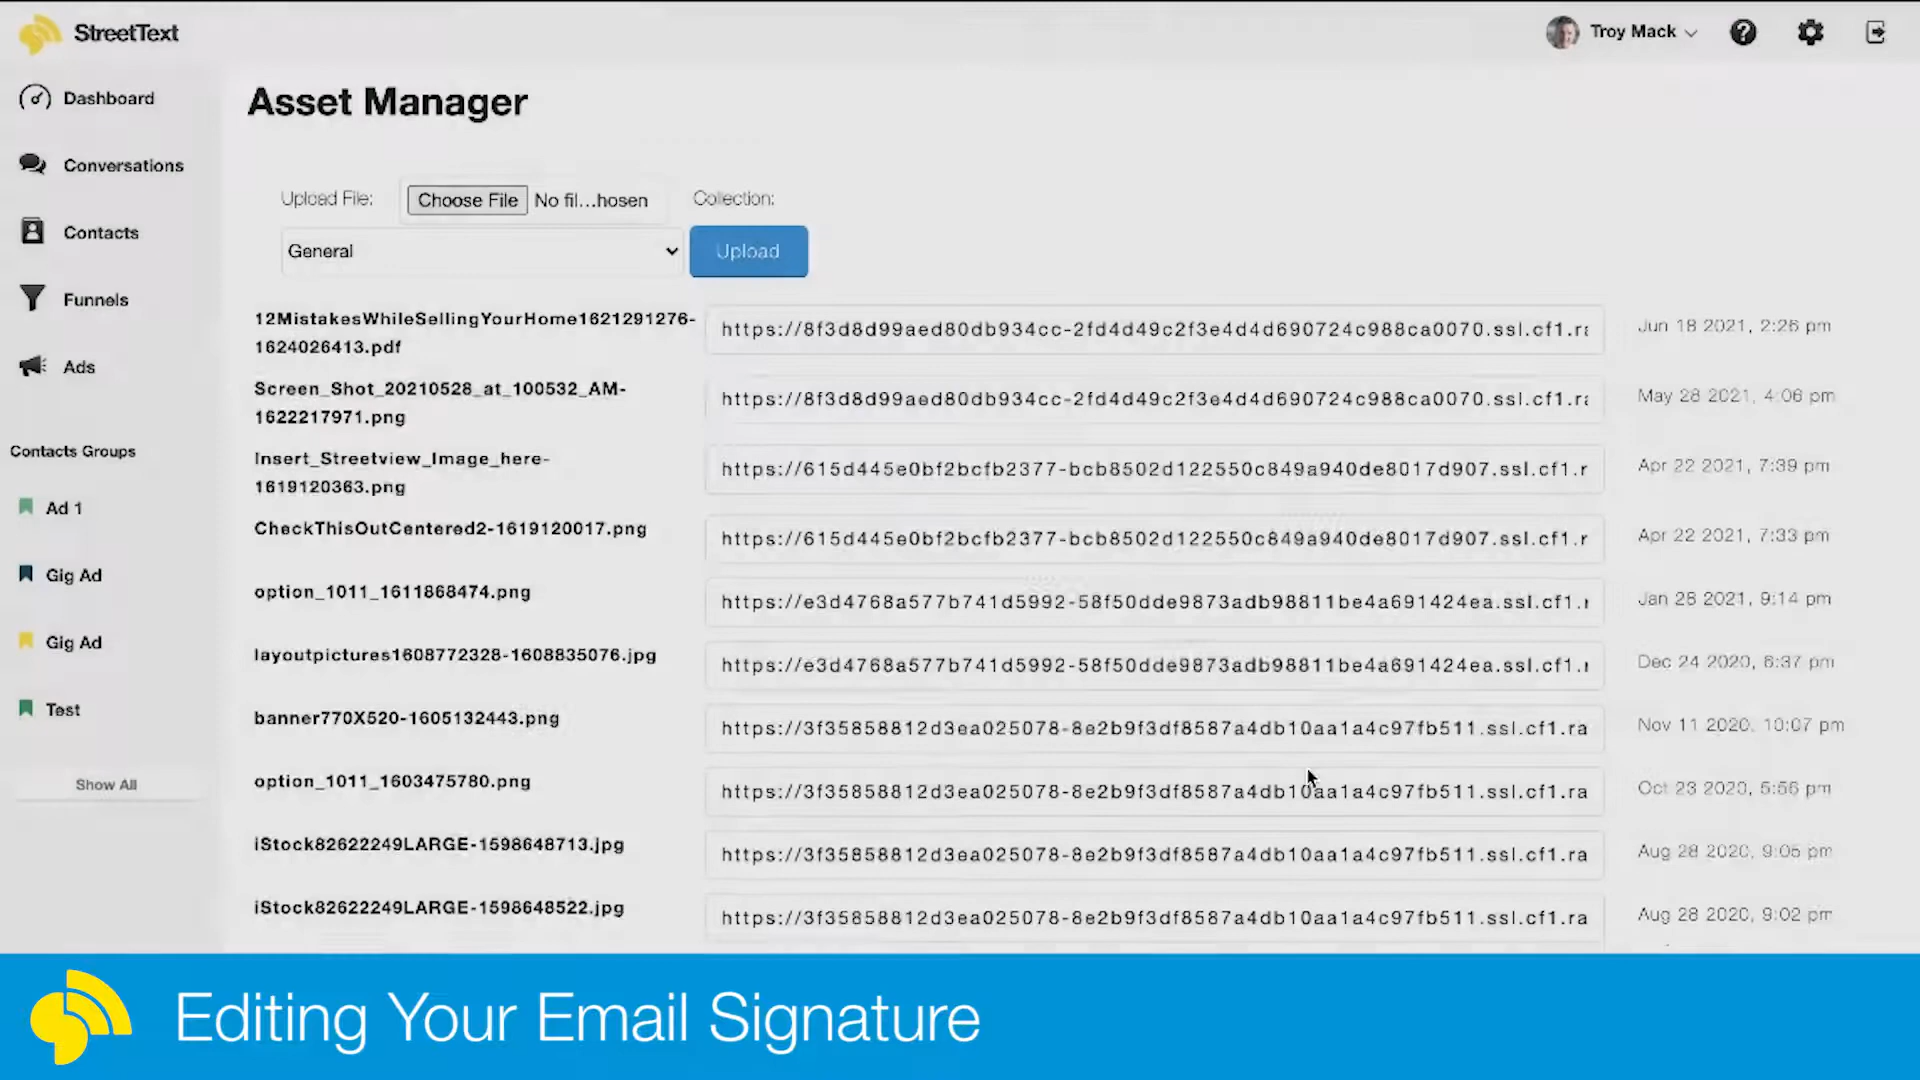 StreetText
Troy Mack
Dashboard
Conversations
Contacts
Funnels
Ads
Contacts Groups
Ad 1
Gig Ad
Gig Ad
Test
Show All
Asset Manager
Upload File: Choose File No fil...hosen Collection:
General Upload
12MistakesWhileSellingYourHome1621291276-
1624026413.pdf
https://8f3d8d99aed80db934cc-2fd4d49c2f3e4d4d690724c988ca0070.ssl.cf1.ra
Jun 18 2021, 2:26 pm
Screen_Shot_20210528_at_100532_AM-
1622217971.png
https://8f3d8d99aed80db934cc-2fd4d49c2f3e4d4d690724c988ca0070.ssl.cf1.ra
May 28 2021, 4:06 pm
Insert_Streetview_Image_here-
1619120363.png
https://615d445e0bf2bcfb2377-bcb8502d122550c849a940de8017d907.ssl.cf1.r
Apr 22 2021, 7:39 pm
CheckThisOutCentered2-1619120017.png
https://615d445e0bf2bcfb2377-bcb8502d122550c849a940de8017d907.ssl.cf1.r
Apr 22 2021, 7:33 pm
option_1011_1611868474.png
https://e3d4768a577b741d5992-58f50dde9873adb98811be4a691424ea.ssl.cf1.r
Jan 28 2021, 9:14 pm
layoutpictures1608772328-1608835076.jpg
https://e3d4768a577b741d5992-58f50dde9873adb98811be4a691424ea.ssl.cf1.r
Dec 24 2020, 6:37 pm
banner770X520-1605132443.png
https://3f35858812d3ea025078-8e2b9f3df8587a4db10aa1a4c97fb511.ssl.cf1.ra
Nov 11 2020, 10:07 pm
option_1011_1603475780.png
https://3f35858812d3ea025078-8e2b9f3df8587a4db10aa1a4c97fb511.ssl.cf1.ra
Oct 23 2020, 5:56 pm
iStock82622249LARGE-1598648713.jpg
https://3f35858812d3ea025078-8e2b9f3df8587a4db10aa1a4c97fb511.ssl.cf1.ra
Aug 28 2020, 9:05 pm
iStock82622249LARGE-1598648522.jpg
https://3f35858812d3ea025078-8e2b9f3df8587a4db10aa1a4c97fb511.ssl.cf1.ra
Aug 28 2020, 9:02 pm
Editing Your Email Signature